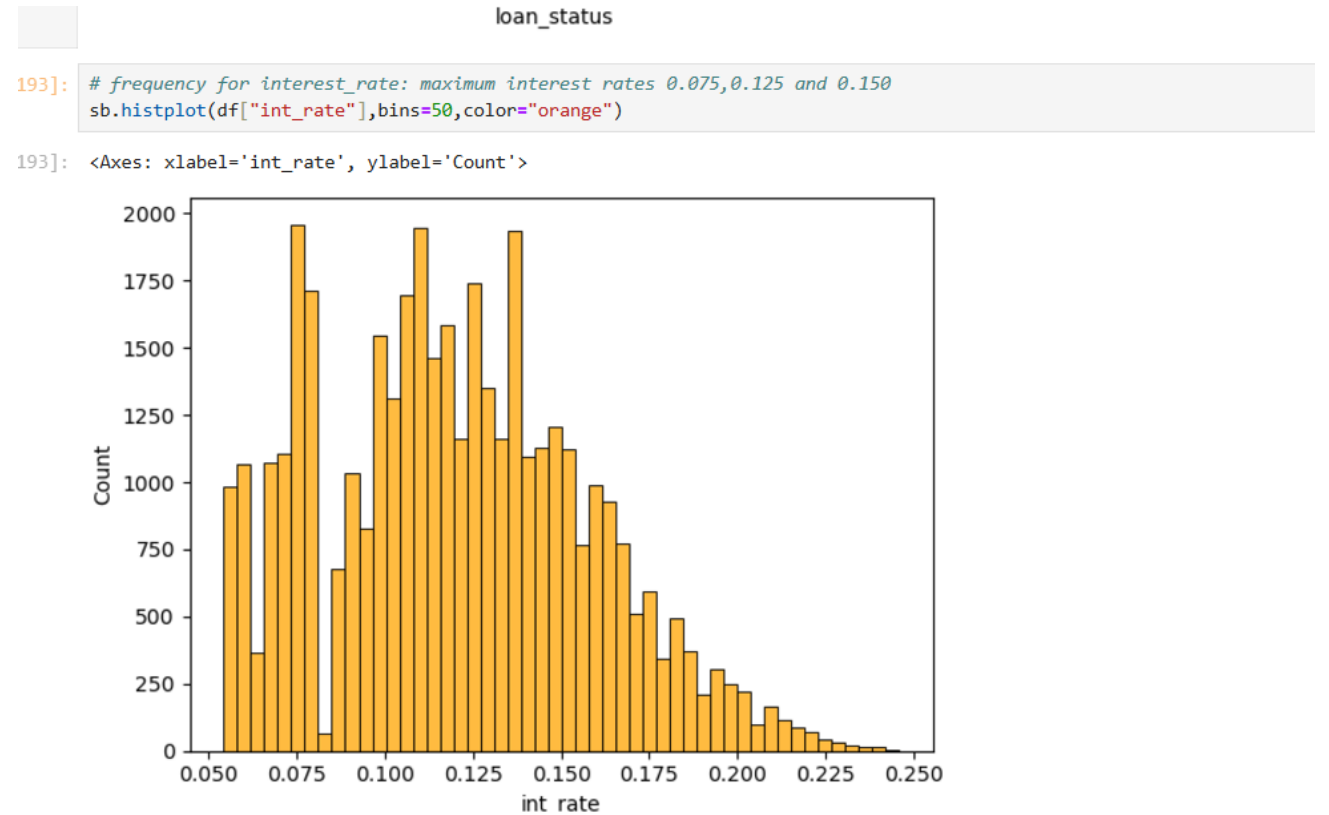 loan_status
193]: # frequency for interest_rate: maximum interest rates 0.075,0.125 and 0.150
sb.histplot(df["int_rate"],bins=50,color="orange")
193]: <Axes: xlabel='int_rate', ylabel='Count'>
2000
1750
1500
1250
1000
750
500
250
0
Count
0.050 0.075 0.100 0.125 0.150 0.175 0.200 0.225 0.250
int_rate